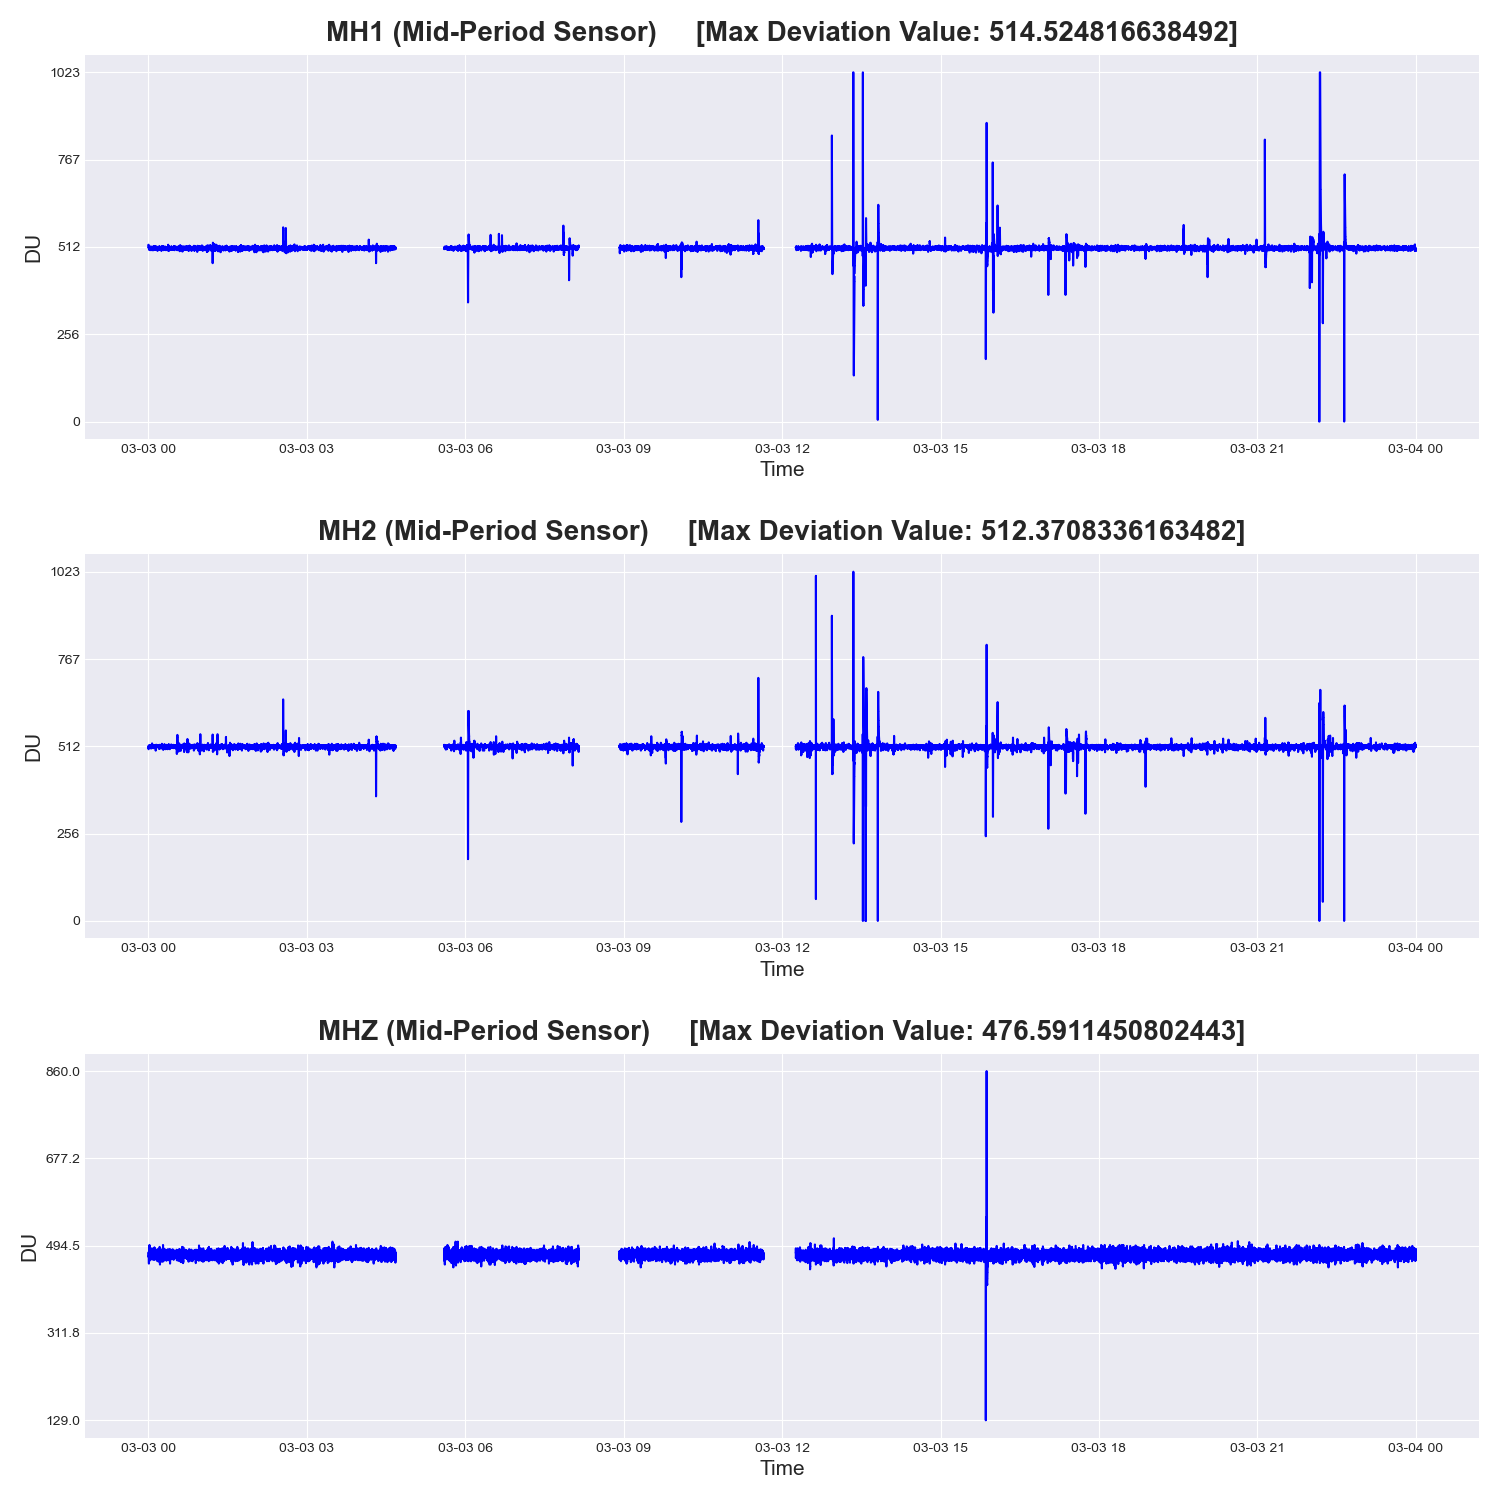 MH1 (Mid-Period Sensor) [Max Deviation Value: 514.524816638492]
1023
767
512
256
0
DU
03-03 00 03-03 03 03-03 06 03-03 09 03-03 12 03-03 15 03-03 18 03-03 21 03-04 00
Time
MH2 (Mid-Period Sensor) [Max Deviation Value: 512.3708336163482]
1023
767
512
256
0
DU
03-03 00 03-03 03 03-03 06 03-03 09 03-03 12 03-03 15 03-03 18 03-03 21 03-04 00
Time
MHZ (Mid-Period Sensor) [Max Deviation Value: 476.5911450802443]
860.0
677.2
494.5
311.8
129.0
DU
03-03 00 03-03 03 03-03 06 03-03 09 03-03 12 03-03 15 03-03 18 03-03 21 03-04 00
Time